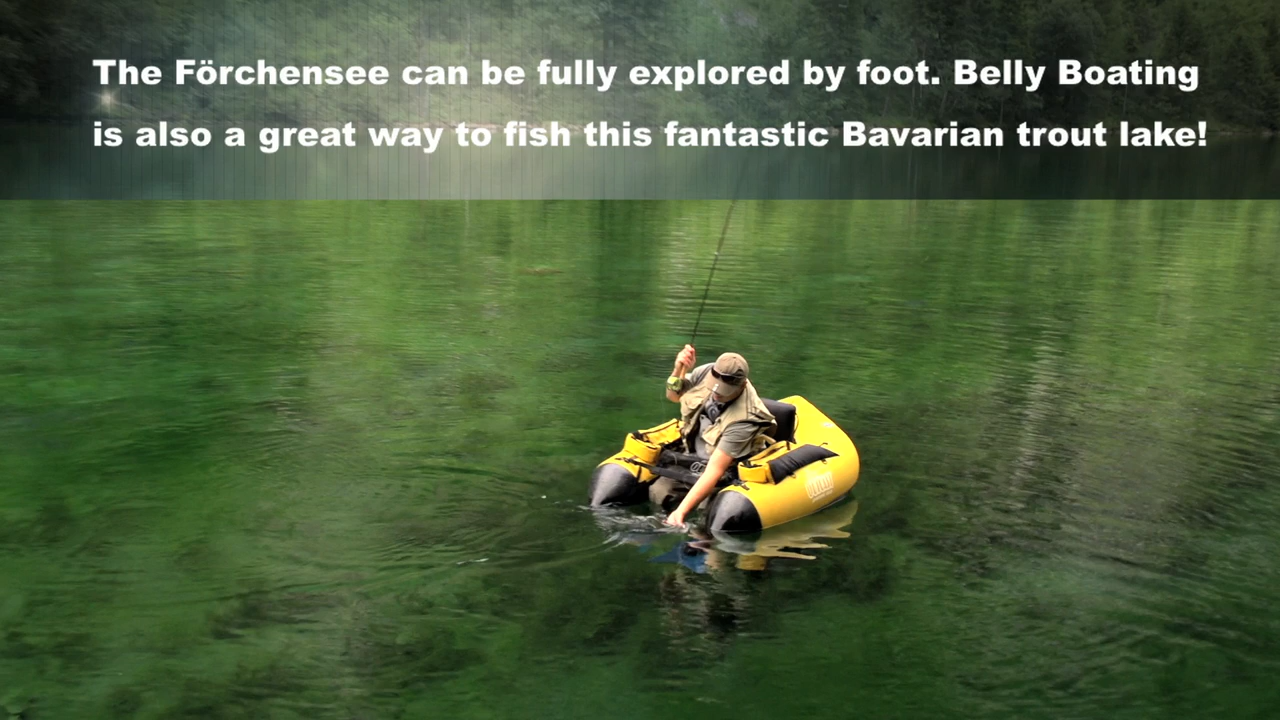 The Förchensee can be fully explored by foot. Belly Boating
is also a great way to fish this fantastic Bavarian trout lake!